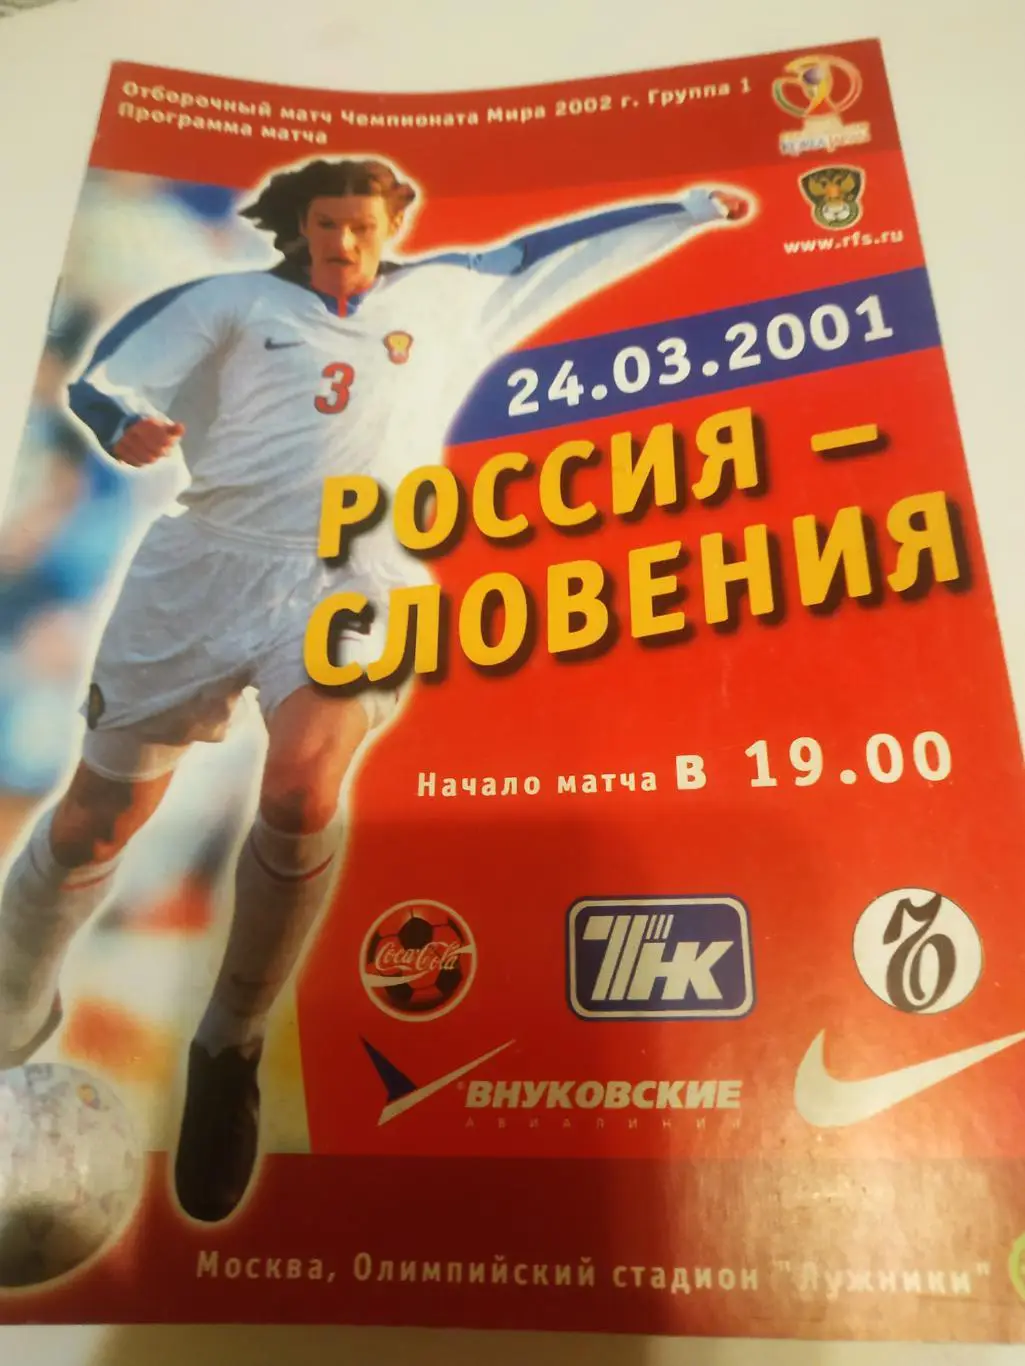 Отборочный матч Чемпионата Мира 2002 г. Группа 1
Программа матча
www.rfs.ru
3
24.03.2001
РОССИЯ –
СЛОВЕНИЯ
Начало матча в 19.00
Coca-Cola
ТНК
Ъ
®ВНУКОВСКИЕ
АВИАЛИНИИ
Москва, Олимпийский стадион "Лужники"